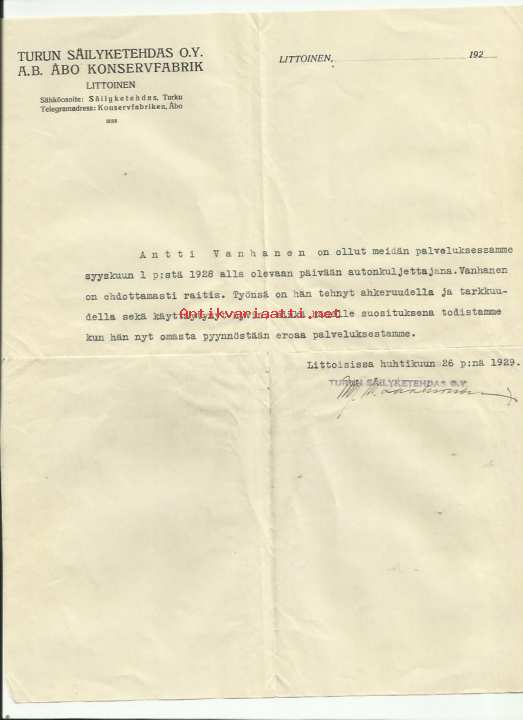 TURUN SÄILYKETEHDAS O.Y.
A.B. ÅBO KONSERVFABRIK
LITTOINEN
Sähköosoite: Säilyketehdas, Turku
Telegramadress: Konservfabriken, Åbo
LITTOINEN, 192
Antti Vanhanen on ollut meidän palveluksessamme
syyskuun 1 p:stä 1928 alla olevaan päivään autonkuljettajana. Vanhanen
on ehdottamasti raitis. Työnsä on hän tehnyt ahkeruudella ja tarkkuu-
della sekä suosituksena todistamme
Antikvariaatti.net
kun hän nyt omasta pyynnöstään eroaa palveluksestamme.
Littoisissa huhtikuun 26 p:nä 1929.
TURUN SÄILYKETEHDAS O.Y.